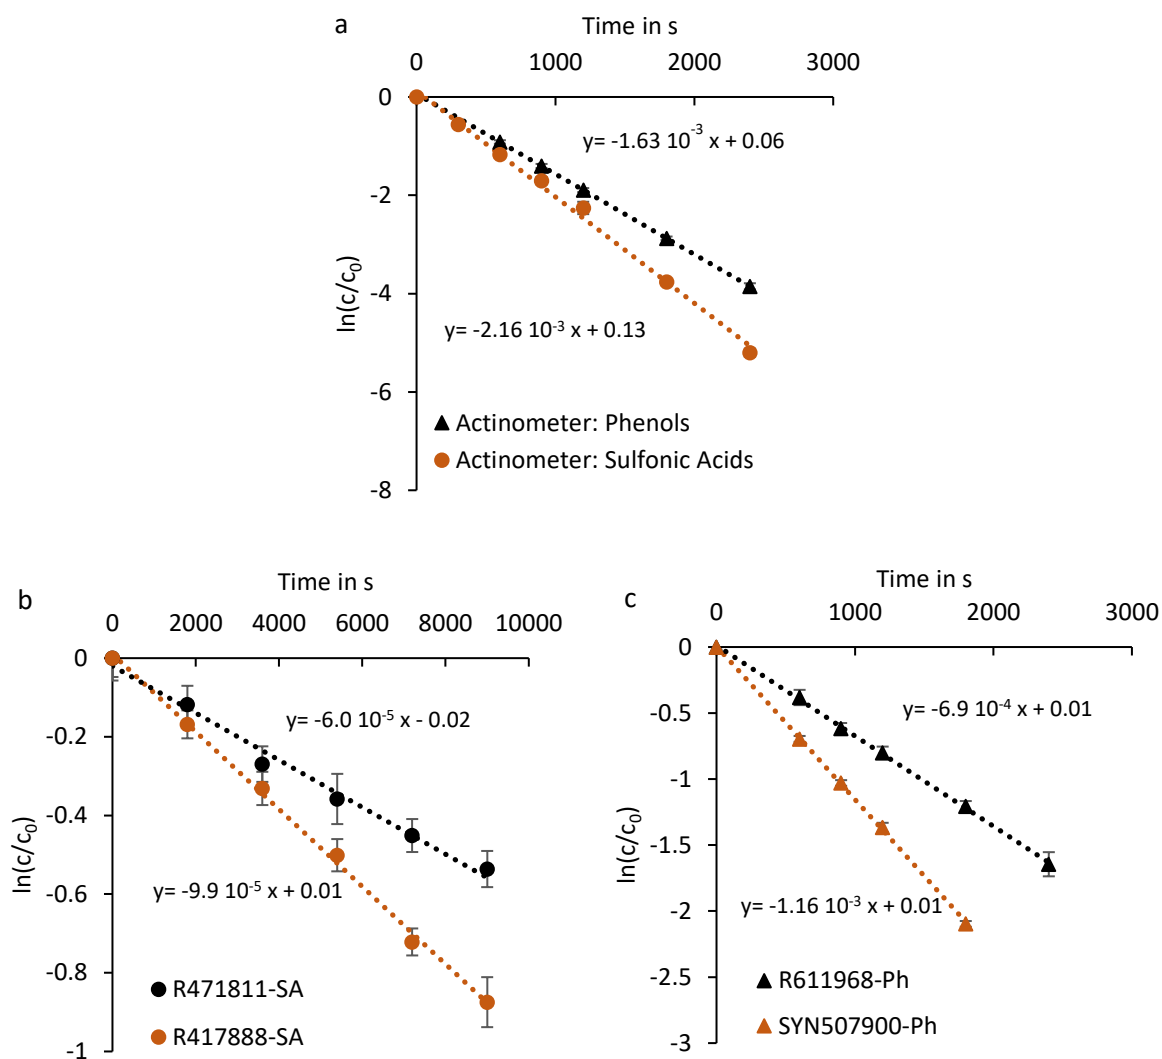 a
Time in s
0 1000 2000 3000
0
-2
-4
-6
-8
ln(c/c0)
y= -1.63 10-3 x + 0.06
y= -2.16 10-3 x + 0.13
Actinometer: Phenols
Actinometer: Sulfonic Acids
b
Time in s
0 2000 4000 6000 8000 10000
0
-0.2
-0.4
-0.6
-0.8
-1
ln(c/c0)
y= -6.0 10-5 x - 0.02
y= -9.9 10-5 x + 0.01
R471811-SA
R417888-SA
c
Time in s
0 1000 2000 3000
0
-0.5
-1
-1.5
-2
-2.5
-3
ln(c/c0)
y= -6.9 10-4 x + 0.01
y= -1.16 10-3 x + 0.01
R611968-Ph
SYN507900-Ph